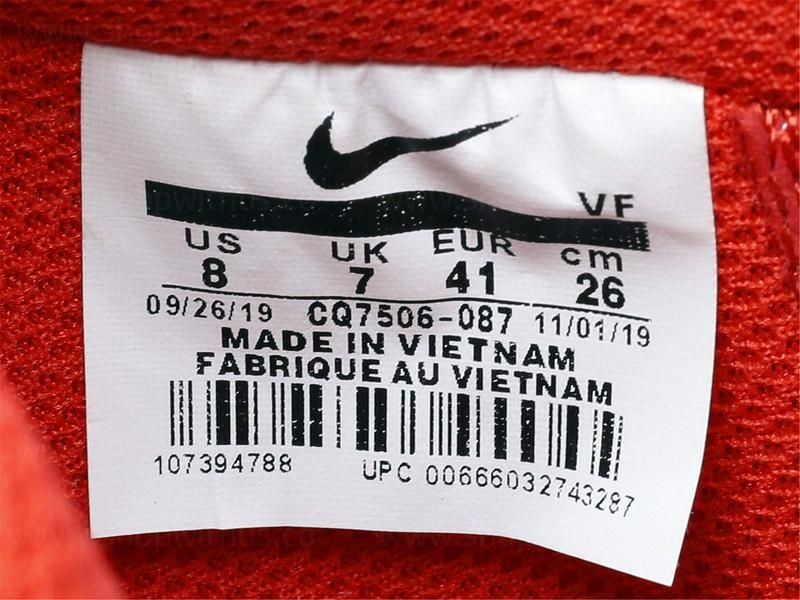 VF
US UK EUR cm
8 7 41 26
09/26/19 CQ7506-087 11/01/19
MADE IN VIETNAM
FABRIQUE AU VIETNAM
107394788 UPC 00666032743287